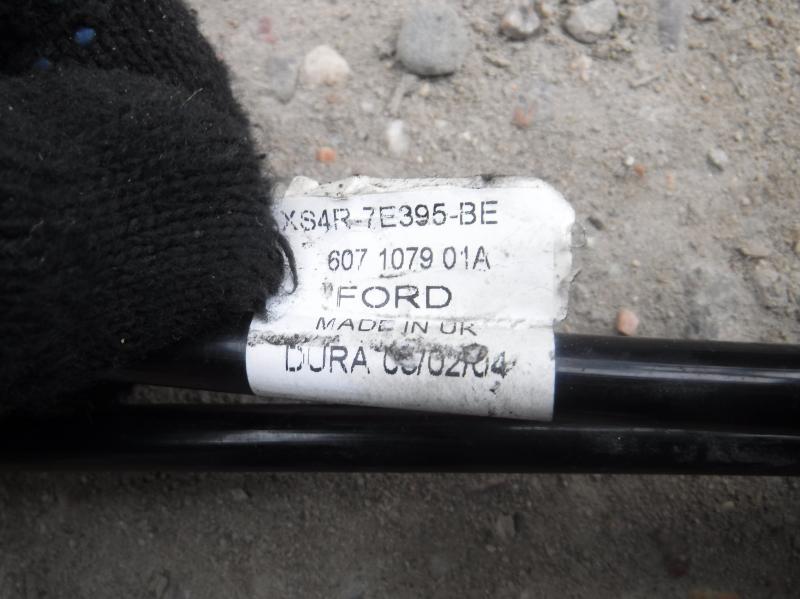 XS4R-7E395-BE
607 1079 01A
FORD
MADE IN UK
DURA